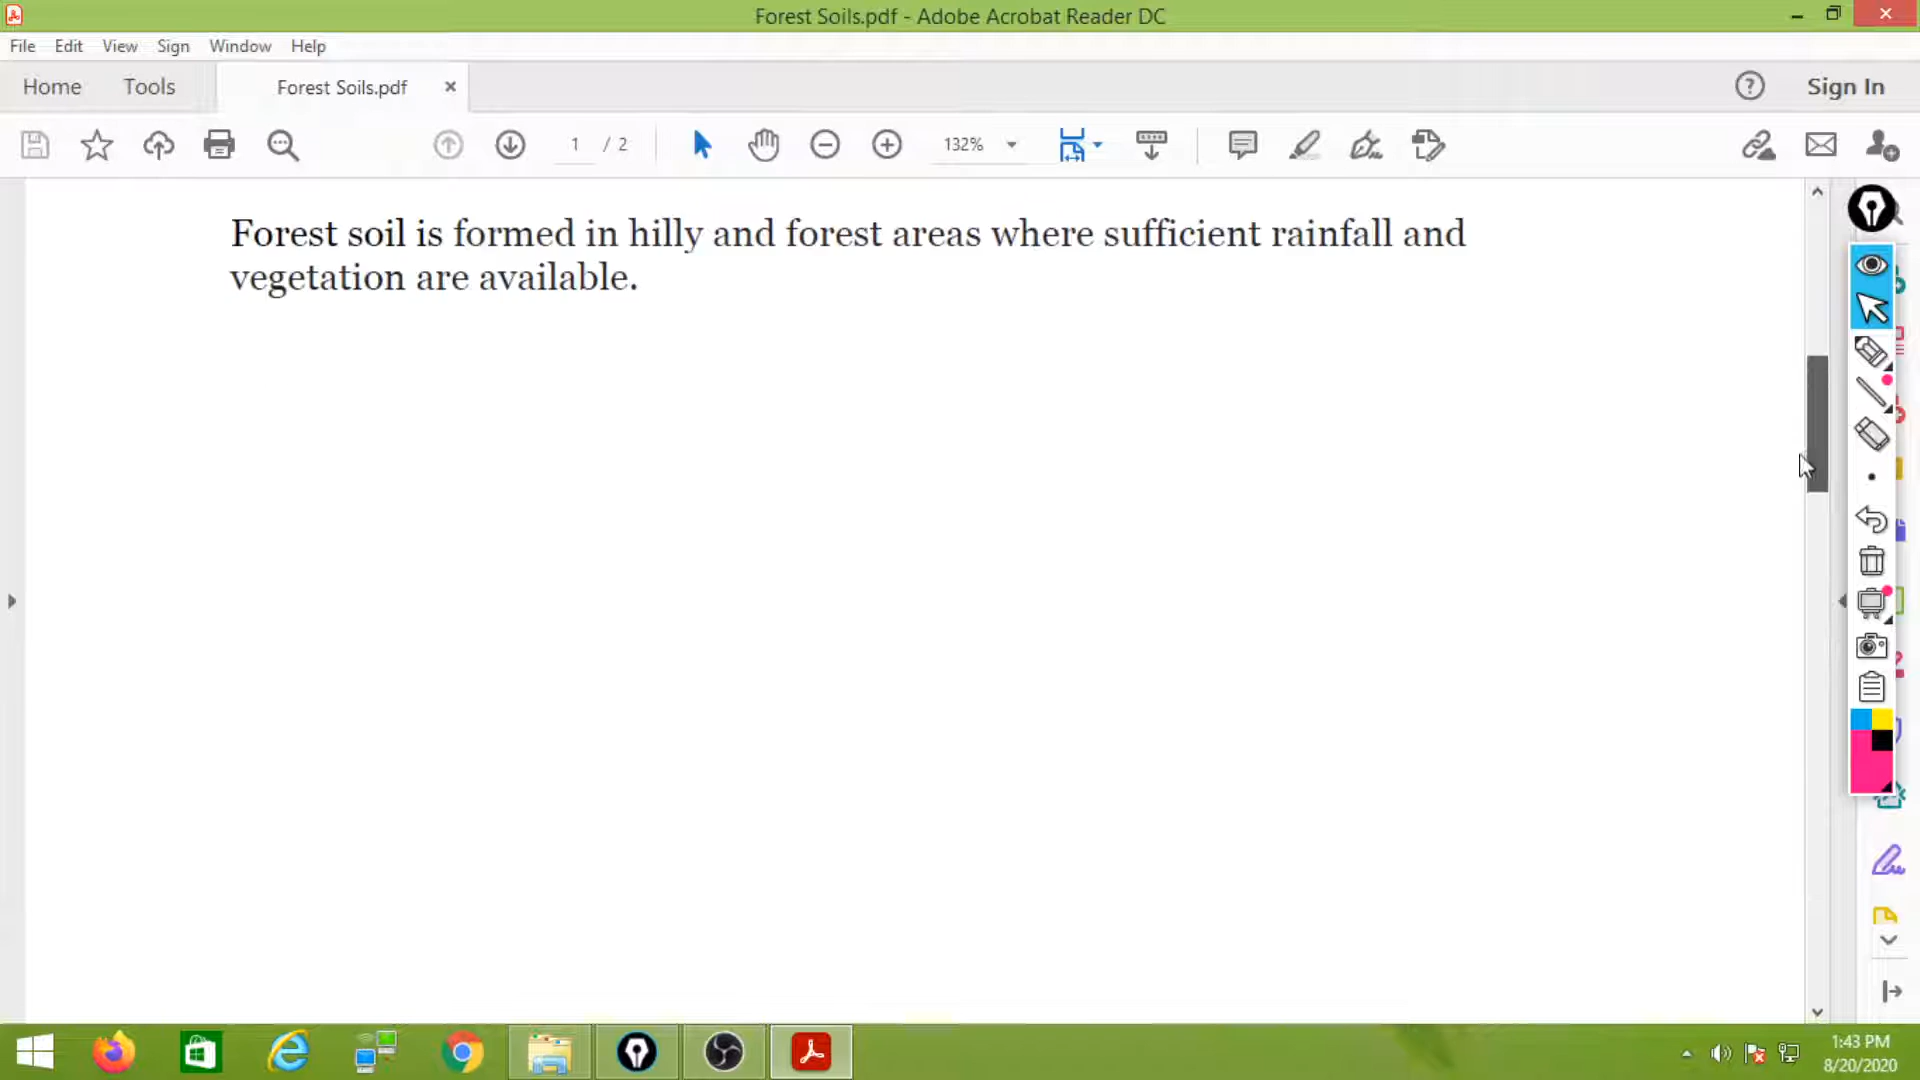 Forest Soils.pdf - Adobe Acrobat Reader DC
File Edit View Sign Window Help
Home Tools Forest Soils.pdf × Sign In
1 / 2 132%
Forest soil is formed in hilly and forest areas where sufficient rainfall and
vegetation are available.
1:43 PM
8/20/2020